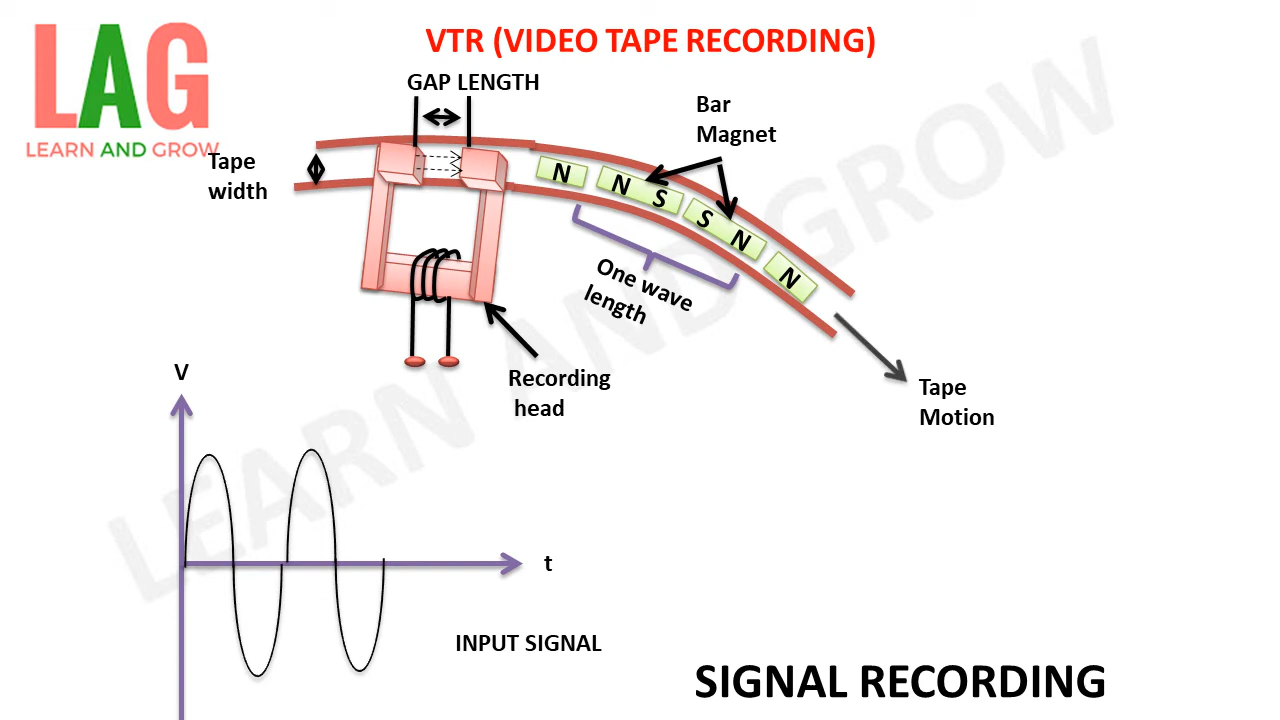 LAG
LEARN AND GROW
VTR (VIDEO TAPE RECORDING)
GAP LENGTH
Bar
Magnet
Tape
width
N
N S
S N
N
One wave
length
Recording
head
Tape
Motion
V
t
INPUT SIGNAL
SIGNAL RECORDING
LEARN AND GROW